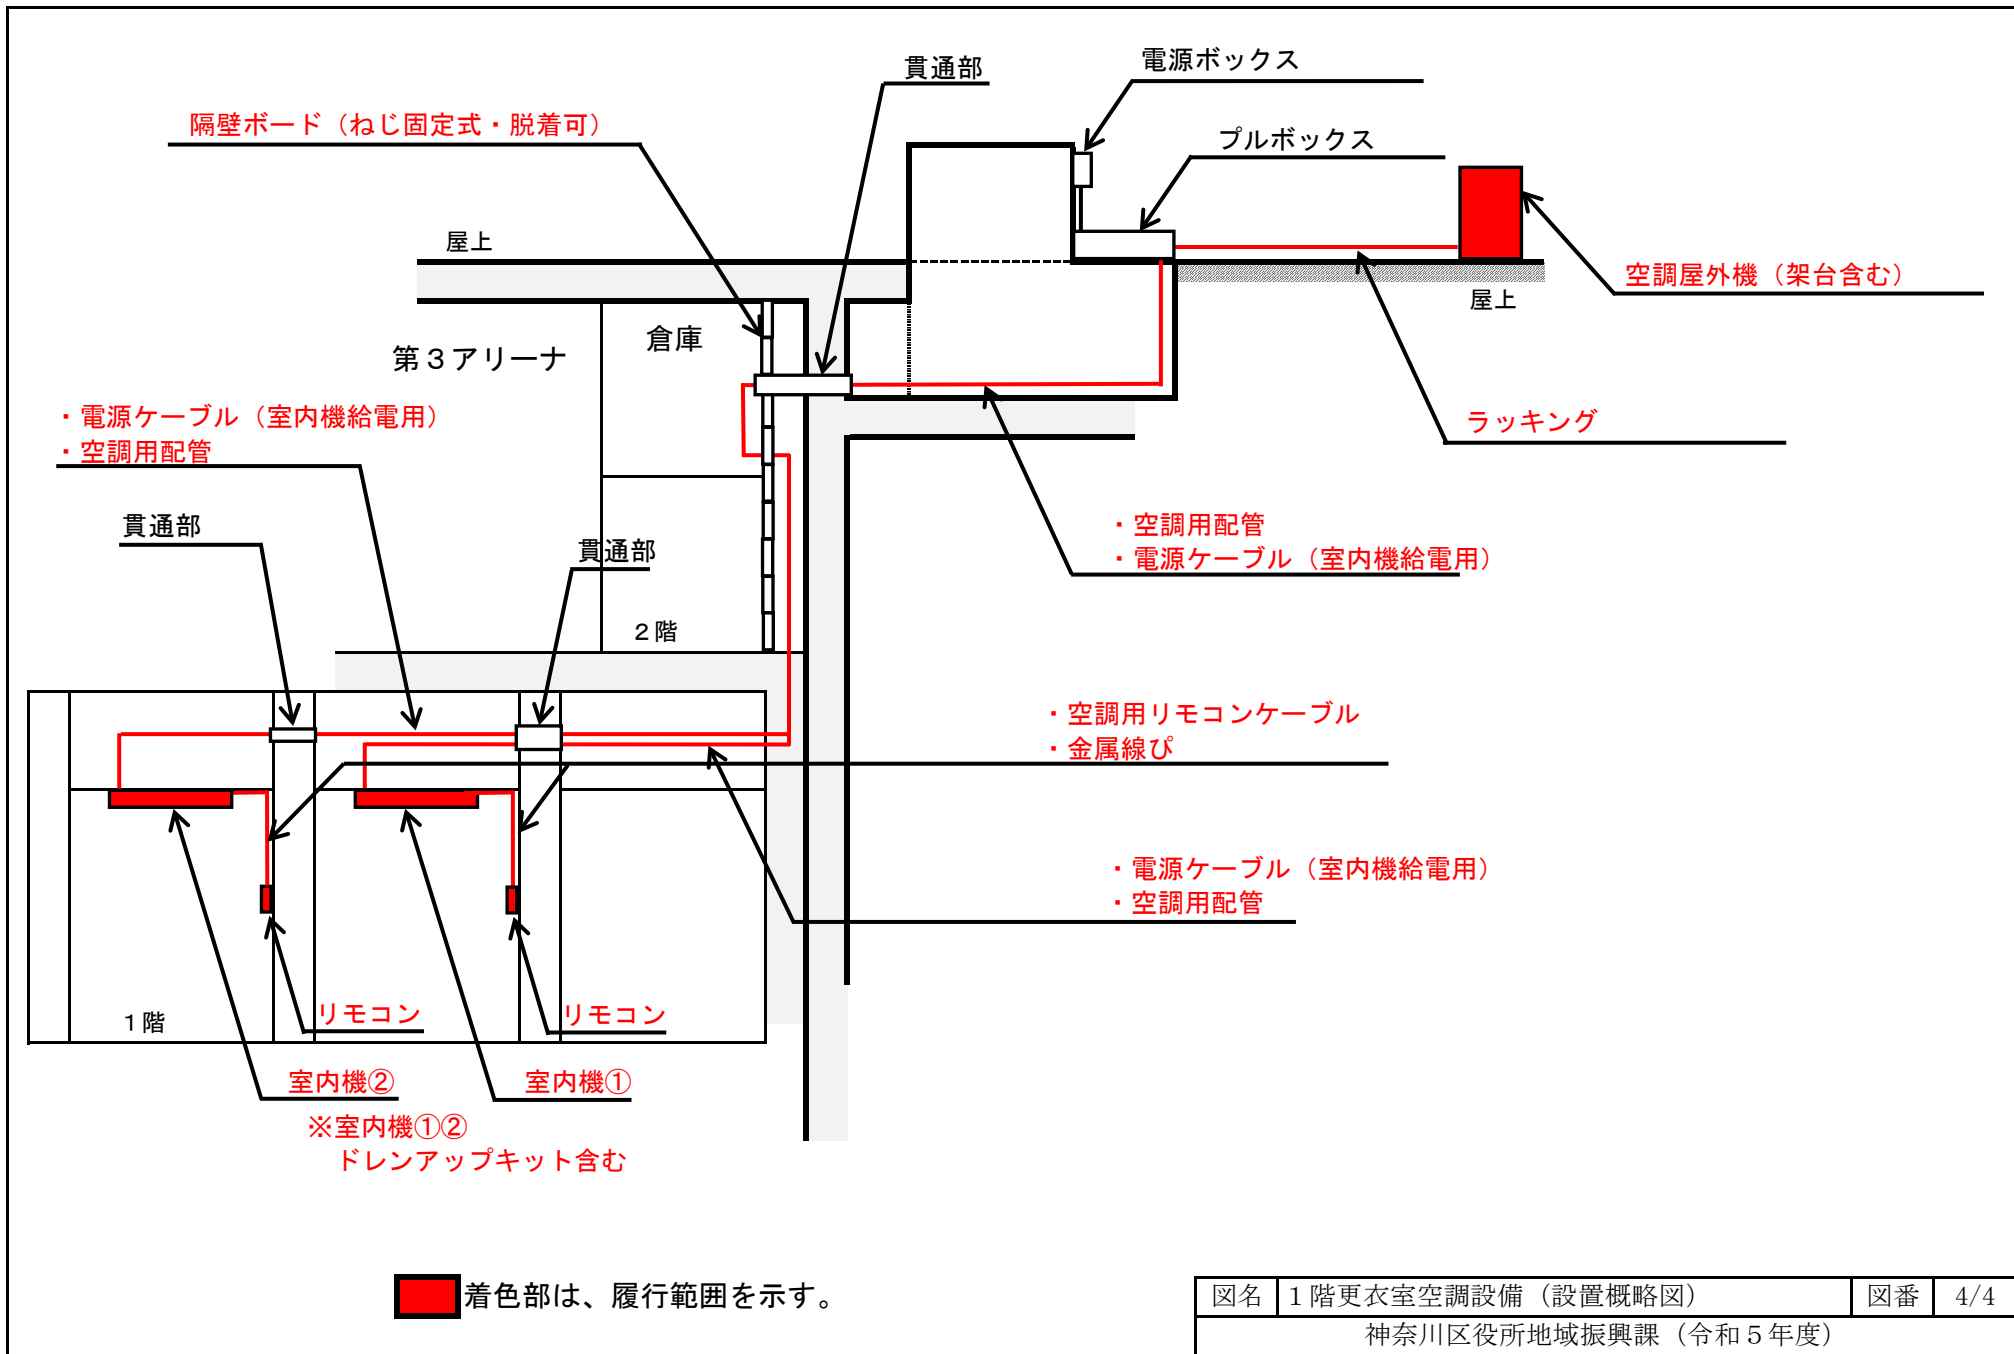 貫通部
電源ボックス
隔壁ボード（ねじ固定式・脱着可）
プルボックス
屋上
空調屋外機（架台含む）
屋上
倉庫
第３アリーナ
・電源ケーブル（室内機給電用）
・空調用配管
ラッキング
貫通部
貫通部
・空調用配管
・電源ケーブル（室内機給電用）
２階
・空調用リモコンケーブル
・金属線ぴ
・電源ケーブル（室内機給電用）
・空調用配管
１階
リモコン
リモコン
室内機②
室内機①
※室内機①②
ドレンアップキット含む
着色部は、履行範囲を示す。
図名 １階更衣室空調設備（設置概略図） 図番 4/4
神奈川区役所地域振興課（令和５年度）